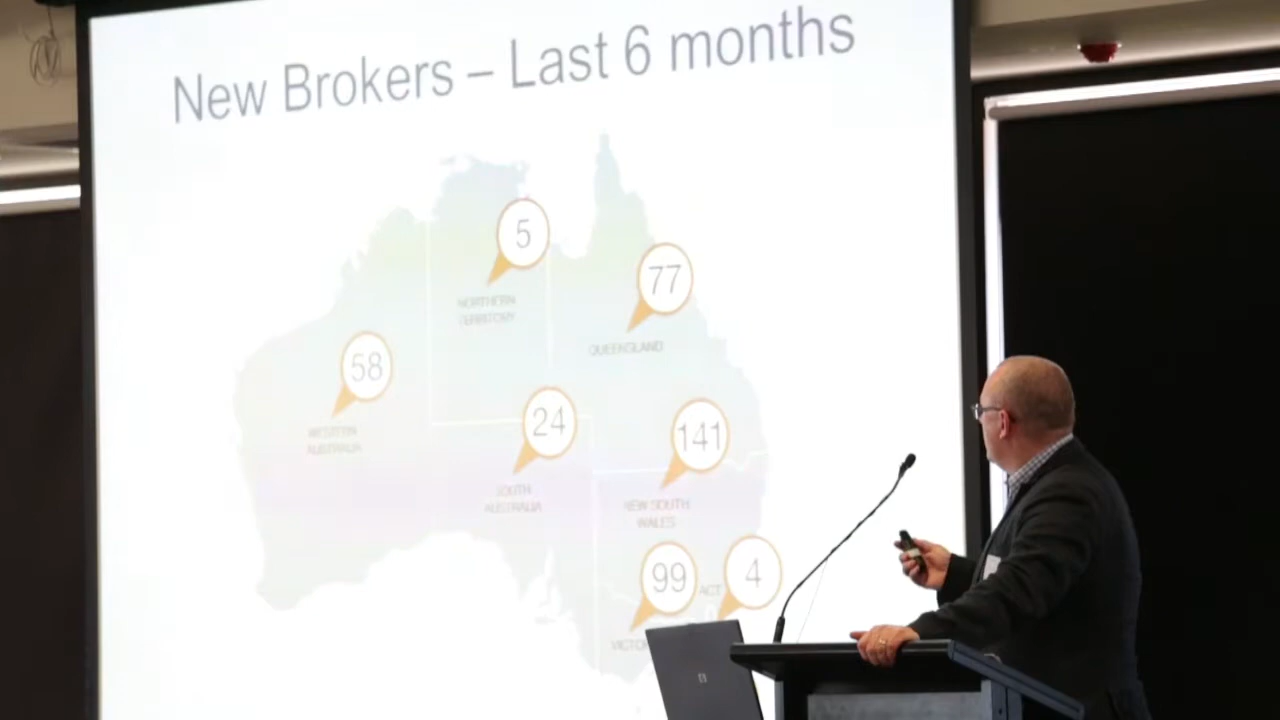 New Brokers – Last 6 months
5
NORTHERN
TERRITORY
77
QUEENSLAND
58
WESTERN
AUSTRALIA
24
SOUTH
AUSTRALIA
141
NEW SOUTH
WALES
99
VICTOR
ACT
4